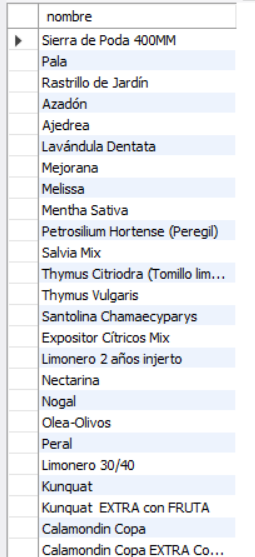 nombre
Sierra de Poda 400MM
Pala
Rastrillo de Jardín
Azadón
Ajedrea
Lavándula Dentata
Mejorana
Melissa
Mentha Sativa
Petrosilium Hortense (Peregil)
Salvia Mix
Thymus Citriodra (Tomillo lim...
Thymus Vulgaris
Santolina Chamaecyparys
Expositor Cítricos Mix
Limonero 2 años injerto
Nectarina
Nogal
Olea-Olivos
Peral
Limonero 30/40
Kunquat
Kunquat  EXTRA con FRUTA
Calamondin Copa
Calamondin Copa EXTRA Co...